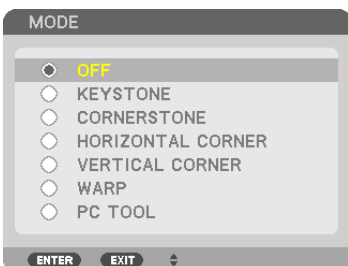 MODE
OFF
KEYSTONE
CORNERSTONE
HORIZONTAL CORNER
VERTICAL CORNER
WARP
PC TOOL
ENTER EXIT